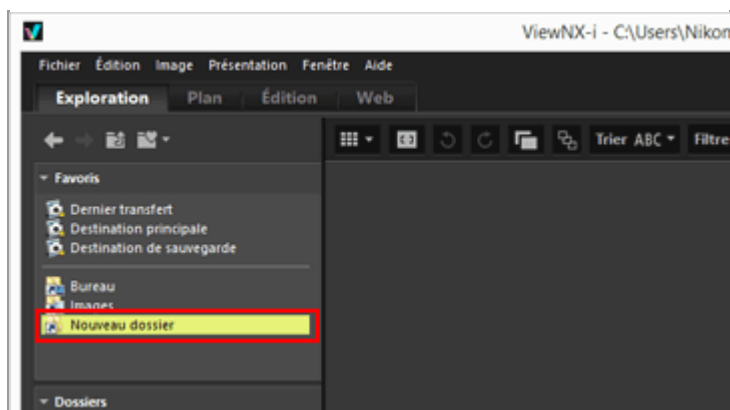 ViewNX-i - C:\Users\Nikon
Fichier Édition Image Présentation Fenêtre Aide
Exploration Plan Édition Web
Trier ABC Filtre
Favoris
Dernier transfert
Destination principale
Destination de sauvegarde
Bureau
Images
Nouveau dossier
Dossiers